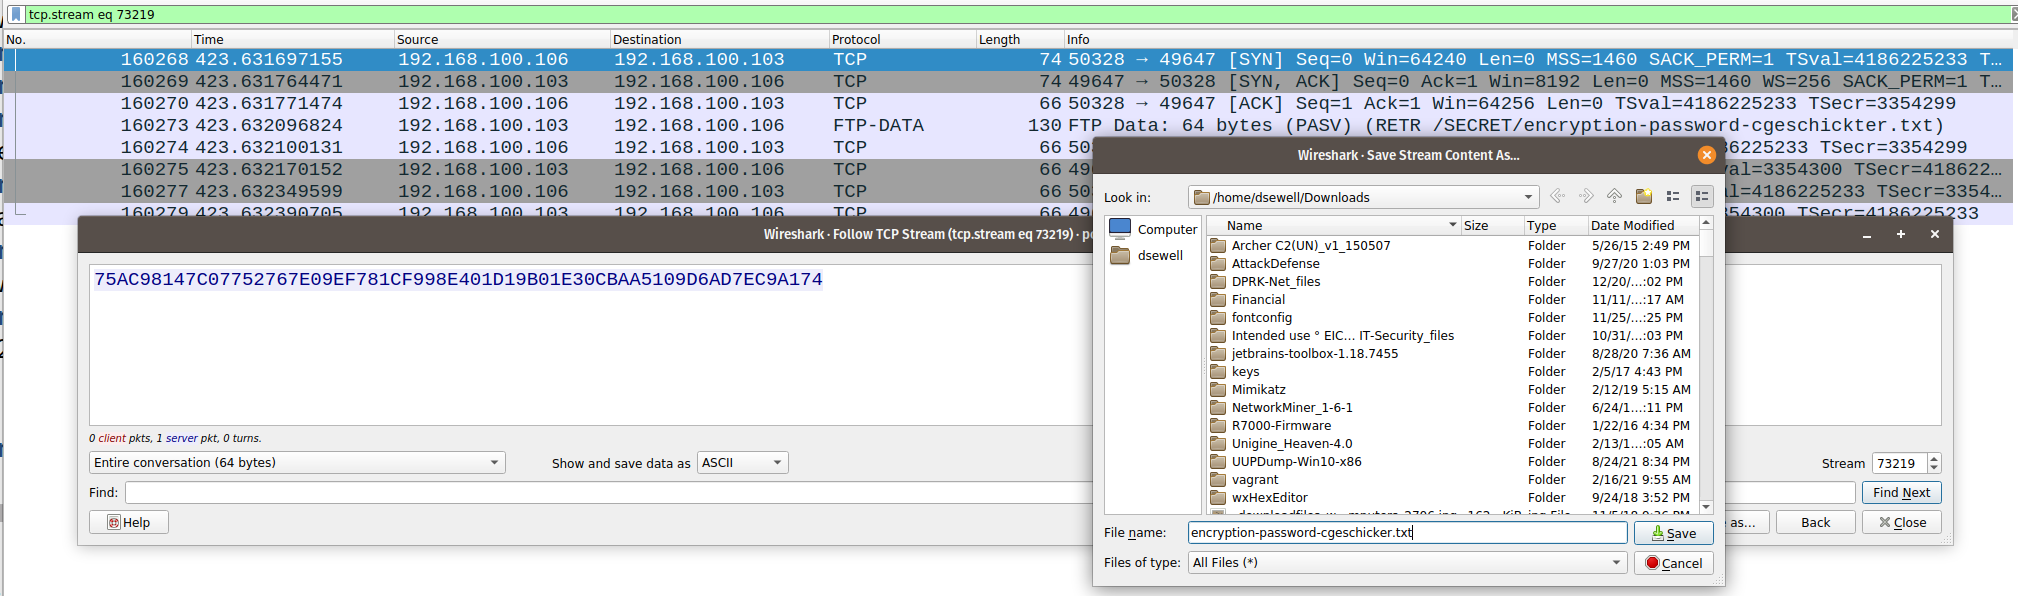 tcp.stream eq 73219
No. Time Source Destination Protocol Length Info
160268 423.631697155 192.168.100.106 192.168.100.103 TCP 74 50328 → 49647 [SYN] Seq=0 Win=64240 Len=0 MSS=1460 SACK_PERM=1 TSval=4186225233 T…
160269 423.631764471 192.168.100.103 192.168.100.106 TCP 74 49647 → 50328 [SYN, ACK] Seq=0 Ack=1 Win=8192 Len=0 MSS=1460 WS=256 SACK_PERM=1 T…
160270 423.631771474 192.168.100.106 192.168.100.103 TCP 66 50328 → 49647 [ACK] Seq=1 Ack=1 Win=64256 Len=0 TSval=4186225233 TSecr=3354299
160273 423.632096824 192.168.100.103 192.168.100.106 FTP-DATA 130 FTP Data: 64 bytes (PASV) (RETR /SECRET/encryption-password-cgeschickter.txt)
160274 423.632100131 192.168.100.106 192.168.100.103 TCP 66 50 36225233 TSecr=3354299
160275 423.632170152 192.168.100.103 192.168.100.106 TCP 66 49 val=3354300 TSecr=418622…
160277 423.632349599 192.168.100.106 192.168.100.103 TCP 66 50 al=4186225233 TSecr=3354…
160279 423.632390705 192.168.100.103 192.168.100.106 TCP 66 49 354300 TSecr=4186225233
Wireshark · Follow TCP Stream (tcp.stream eq 73219) · po
75AC98147C07752767E09EF781CF998E401D19B01E30CBAA5109D6AD7EC9A174
0 client pkts, 1 server pkt, 0 turns.
Entire conversation (64 bytes) Show and save data as ASCII Stream 73219
Find: Find Next
Help as... Back Close
Wireshark · Save Stream Content As...
Look in: /home/dsewell/Downloads
Computer
dsewell
Name Size Type Date Modified
Archer C2(UN)_v1_150507 Folder 5/26/15 2:49 PM
AttackDefense Folder 9/27/20 1:03 PM
DPRK-Net_files Folder 12/20/…:02 PM
Financial Folder 11/11/…:17 AM
fontconfig Folder 11/25/…:25 PM
Intended use ° EIC… IT-Security_files Folder 10/31/…:03 PM
jetbrains-toolbox-1.18.7455 Folder 8/28/20 7:36 AM
keys Folder 2/5/17 4:43 PM
Mimikatz Folder 2/12/19 5:15 AM
NetworkMiner_1-6-1 Folder 6/24/1…:11 PM
R7000-Firmware Folder 1/22/16 4:34 PM
Unigine_Heaven-4.0 Folder 2/13/1…:05 AM
UUPDump-Win10-x86 Folder 8/24/21 8:34 PM
vagrant Folder 2/16/21 9:55 AM
wxHexEditor Folder 9/24/18 3:52 PM
File name: encryption-password-cgeschicker.txt Save
Files of type: All Files (*) Cancel